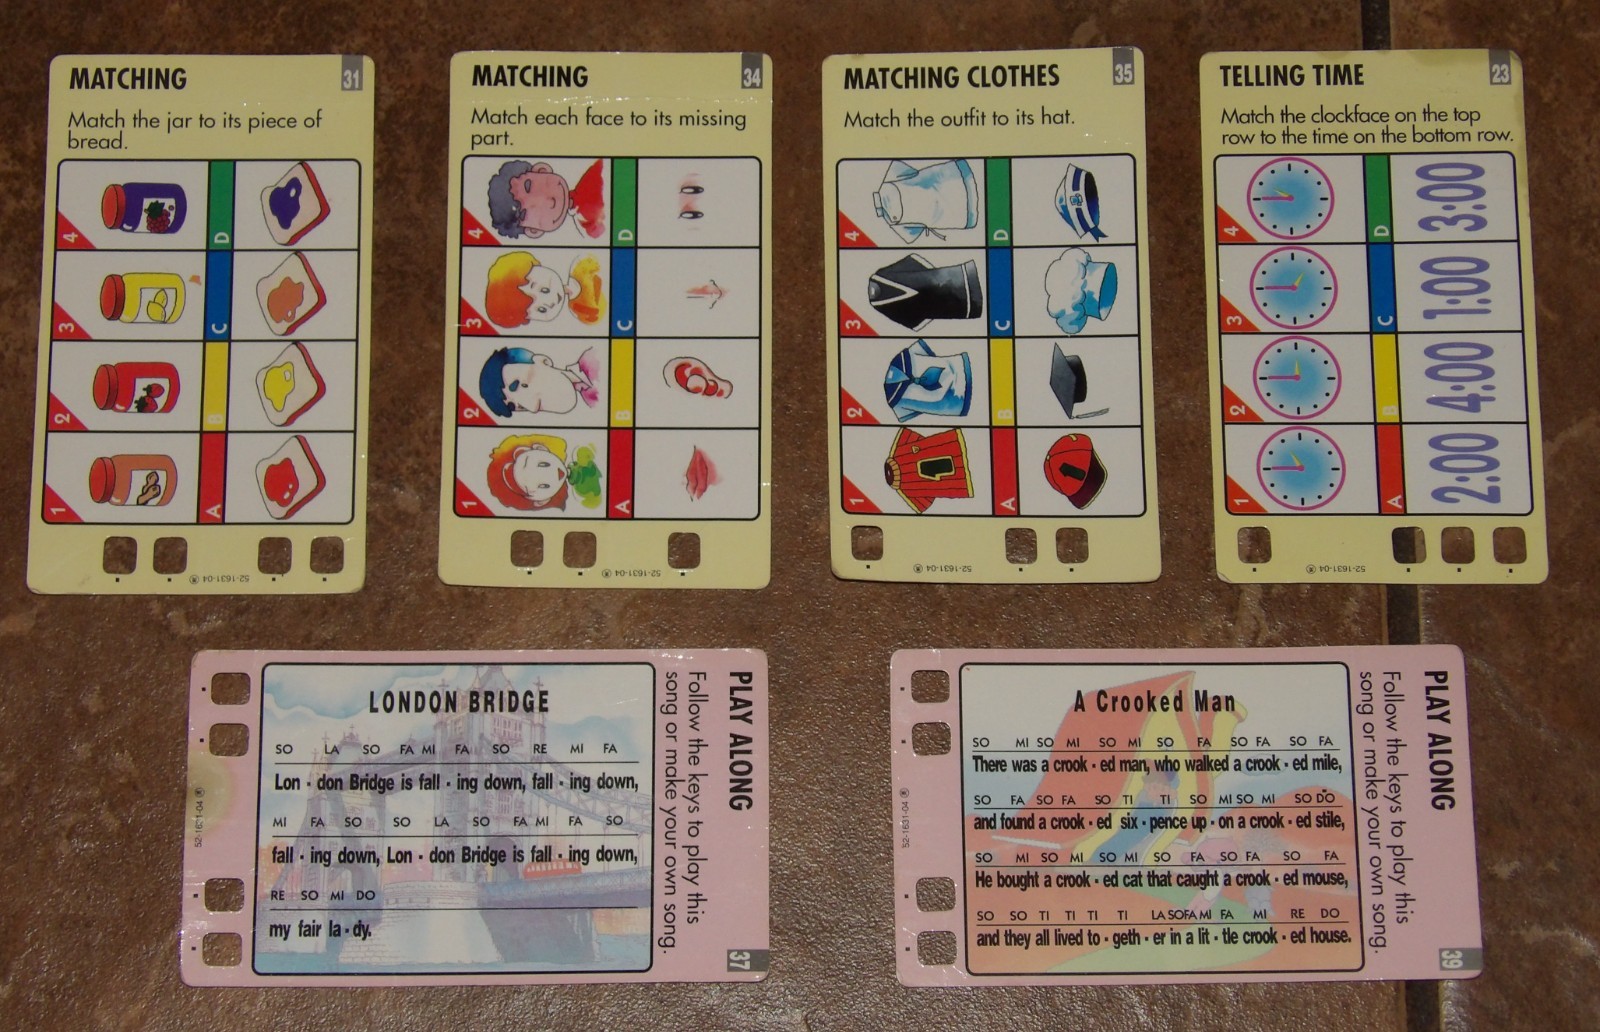 MATCHING
31
Match the jar to its piece of
bread.
4
D
3
C
2
B
1
A
52-1631-04
MATCHING
34
Match each face to its missing
part.
4
D
3
C
2
B
1
A
52-1631-04
MATCHING CLOTHES
35
Match the outfit to its hat.
4
D
3
C
2
B
1
A
52-1631-04
TELLING TIME
23
Match the clockface on the top
row to the time on the bottom row.
4
D
3:00
3
C
1:00
2
B
4:00
1
A
2:00
52-1631-04
PLAY ALONG
Follow the keys to play this
song or make your own song.
37
LONDON BRIDGE
SO LA SO FA MI FA SO RE MI FA
Lon - don Bridge is fall - ing down, fall - ing down,
MI FA SO SO LA SO FA MI FA SO
fall - ing down, Lon - don Bridge is fall - ing down,
RE SO MI DO
my fair la - dy.
52-1631-04
PLAY ALONG
Follow the keys to play this
song or make your own song.
39
A Crooked Man
SO MI SO MI SO MI SO FA SO FA SO FA
There was a crook - ed man, who walked a crook - ed mile,
SO FA SO FA SO TI TI SO MI SO MI SO DO
and found a crook - ed six - pence up - on a crook - ed stile,
SO MI SO MI SO MI SO FA SO FA SO FA
He bought a crook - ed cat that caught a crook - ed mouse,
SO SO TI TI TI TI LA SO FA MI FA MI RE DO
and they all lived to - geth - er in a lit - tle crook - ed house.
52-1631-04